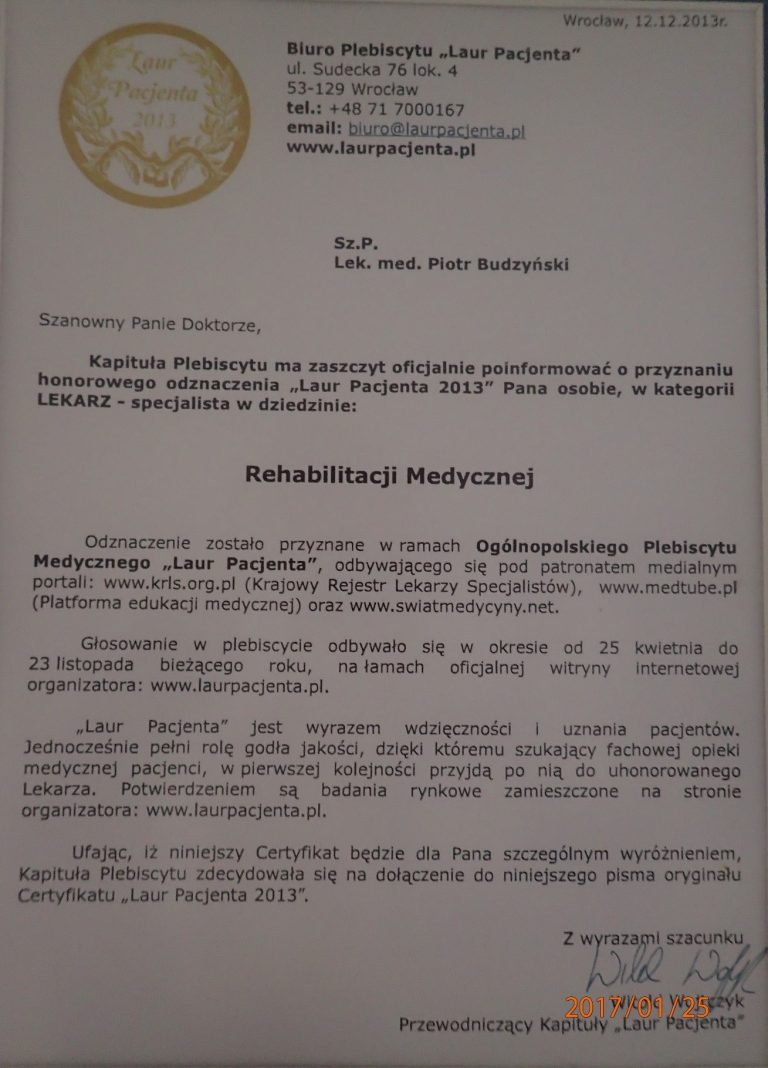 Wrocław, 12.12.2013r.
Laur
Pacjenta
2013
Biuro Plebiscytu „Laur Pacjenta”
ul. Sudecka 76 lok. 4
53-129 Wrocław
tel.: +48 71 7000167
email: biuro@laurpacjenta.pl
www.laurpacjenta.pl
Sz.P.
Lek. med. Piotr Budzyński
Szanowny Panie Doktorze,
Kapituła Plebiscytu ma zaszczyt oficjalnie poinformować o przyznaniu
honorowego odznaczenia „Laur Pacjenta 2013” Pana osobie, w kategorii
LEKARZ - specjalista w dziedzinie:
Rehabilitacji Medycznej
Odznaczenie zostało przyznane w ramach Ogólnopolskiego Plebiscytu
Medycznego „Laur Pacjenta”, odbywającego się pod patronatem medialnym
portali: www.krls.org.pl (Krajowy Rejestr Lekarzy Specjalistów), www.medtube.pl
(Platforma edukacji medycznej) oraz www.swiatmedycyny.net.
Głosowanie w plebiscycie odbywało się w okresie od 25 kwietnia do
23 listopada bieżącego roku, na łamach oficjalnej witryny internetowej
organizatora: www.laurpacjenta.pl.
„Laur Pacjenta” jest wyrazem wdzięczności i uznania pacjentów.
Jednocześnie pełni rolę godła jakości, dzięki któremu szukający fachowej opieki
medycznej pacjenci, w pierwszej kolejności przyjdą po nią do uhonorowanego
Lekarza. Potwierdzeniem są badania rynkowe zamieszczone na stronie
organizatora: www.laurpacjenta.pl.
Ufając, iż niniejszy Certyfikat będzie dla Pana szczególnym wyróżnieniem,
Kapituła Plebiscytu zdecydowała się na dołączenie do niniejszego pisma oryginału
Certyfikatu „Laur Pacjenta 2013”.
Z wyrazami szacunku
2017/01/25
Przewodniczący Kapituły „Laur Pacjenta”